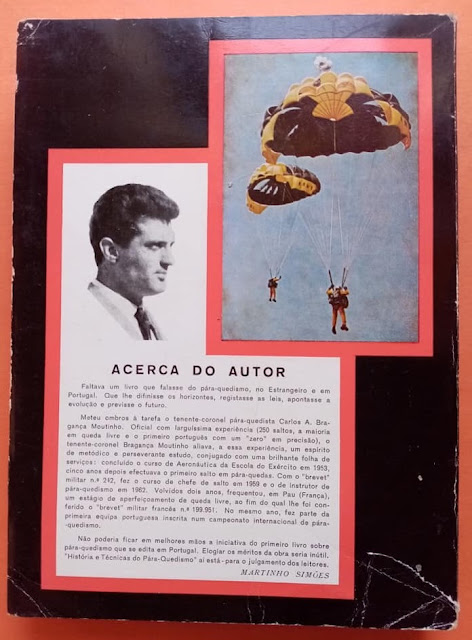 ACERCA DO AUTOR
Faltava um livro que falasse do pára-quedismo, no Estrangeiro e em
Portugal. Que lhe difinisse os horizontes, registasse as leis, apontasse a
evolução e previsse o futuro.
Meteu ombros à tarefa o tenente-coronel pára-quedista Carlos A. Bra-
gança Moutinho. Oficial com larguíssima experiência (250 saltos, a maioria
em queda livre e o primeiro português com um "zero" em precisão), o
tenente-coronel Bragança Moutinho aliava, a essa experiência, um espírito
de metódico e perseverante estudo, conjugado com uma brilhante folha de
serviços: concluído o curso de Aeronáutica da Escola do Exército em 1953,
cinco anos depois efectuava o primeiro salto em pára-quedas. Com o "brevet"
militar n.º 242, fez o curso de chefe de salto em 1959 e o de instrutor de
pára-quedismo em 1962. Volvidos dois anos, frequentou, em Pau (França),
um estágio de aperfeiçoamento de queda livre, ao fim do qual lhe foi con-
ferido o "brevet" militar francês n.º 199.951. No mesmo ano, fez parte da
primeira equipa portuguesa inscrita num campeonato internacional de pára-
-quedismo.
Não poderia ficar em melhores mãos a iniciativa do primeiro livro sobre
pára-quedismo que se edita em Portugal. Elogiar os méritos da obra seria inútil.
"História e Técnicas do Pára-Quedismo" aí está - para o julgamento dos leitores.
MARTINHO SIMÕES